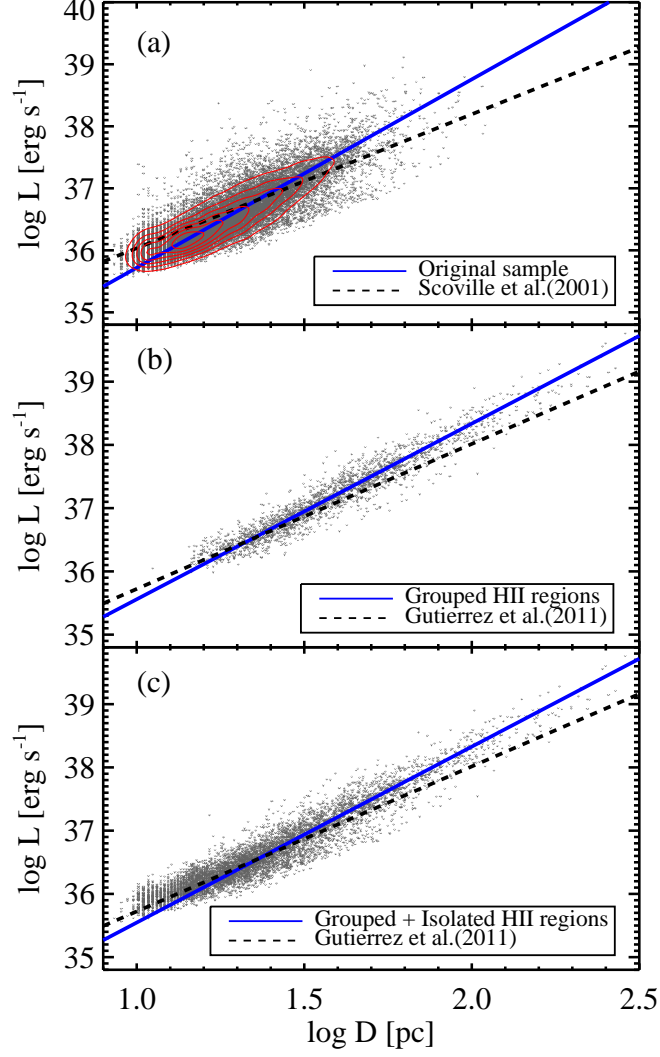 40
(a)
39
38
37
36
35
log L [erg s⁻¹]
Original sample
Scoville et al.(2001)
(b)
39
38
37
36
35
log L [erg s⁻¹]
Grouped HII regions
Gutierrez et al.(2011)
(c)
39
38
37
36
35
log L [erg s⁻¹]
Grouped + Isolated HII regions
Gutierrez et al.(2011)
1.0 1.5 2.0 2.5
log D [pc]